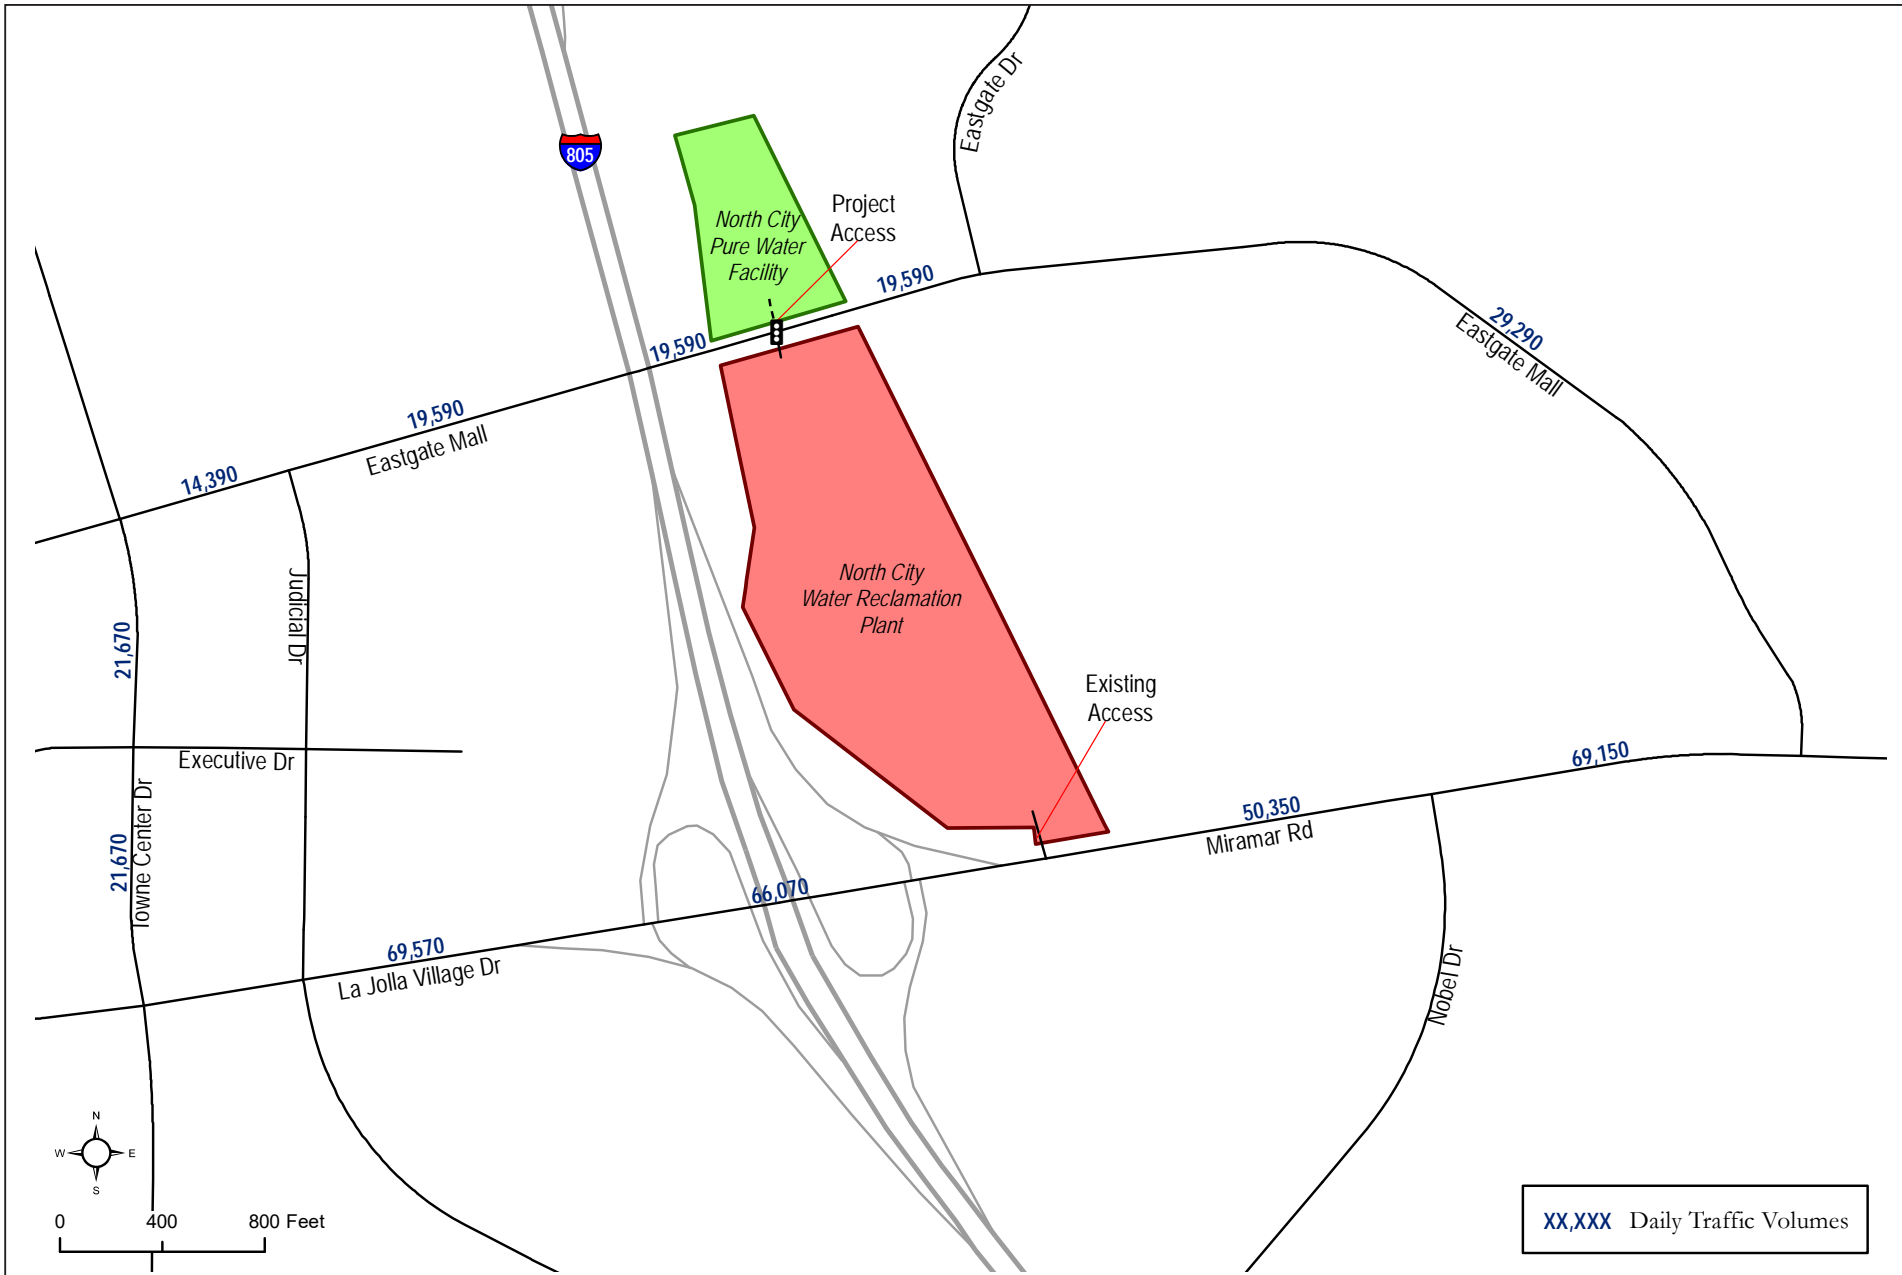 Eastgate Dr
805
Project
Access
North City
Pure Water
Facility
19,590
19,590
29,290
Eastgate Mall
19,590
Eastgate Mall
14,390
Judicial Dr
North City
Water Reclamation
Plant
21,670
Existing
Access
Executive Dr
69,150
50,350
Miramar Rd
21,670
Towne Center Dr
66,070
69,570
La Jolla Village Dr
Nobel Dr
N
W E
S
0 400 800 Feet
XX,XXX Daily Traffic Volumes